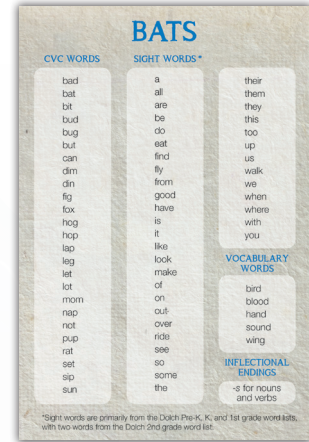 BATS
CVC WORDS
bad
bat
bit
bud
bug
but
can
dim
din
fig
fox
hog
hop
lap
leg
let
lot
mom
nap
not
pup
rat
set
sip
sun
SIGHT WORDS*
a
all
are
be
do
eat
find
fly
from
good
have
is
it
like
look
make
of
on
out
over
ride
see
so
some
the
their
them
they
this
too
up
us
walk
we
when
where
with
you
VOCABULARY
WORDS
bird
blood
hand
sound
wing
INFLECTIONAL
ENDINGS
-s for nouns
and verbs
*Sight words are primarily from the Dolch Pre-K, K, and 1st grade word lists,
with two words from the Dolch 2nd grade word list.